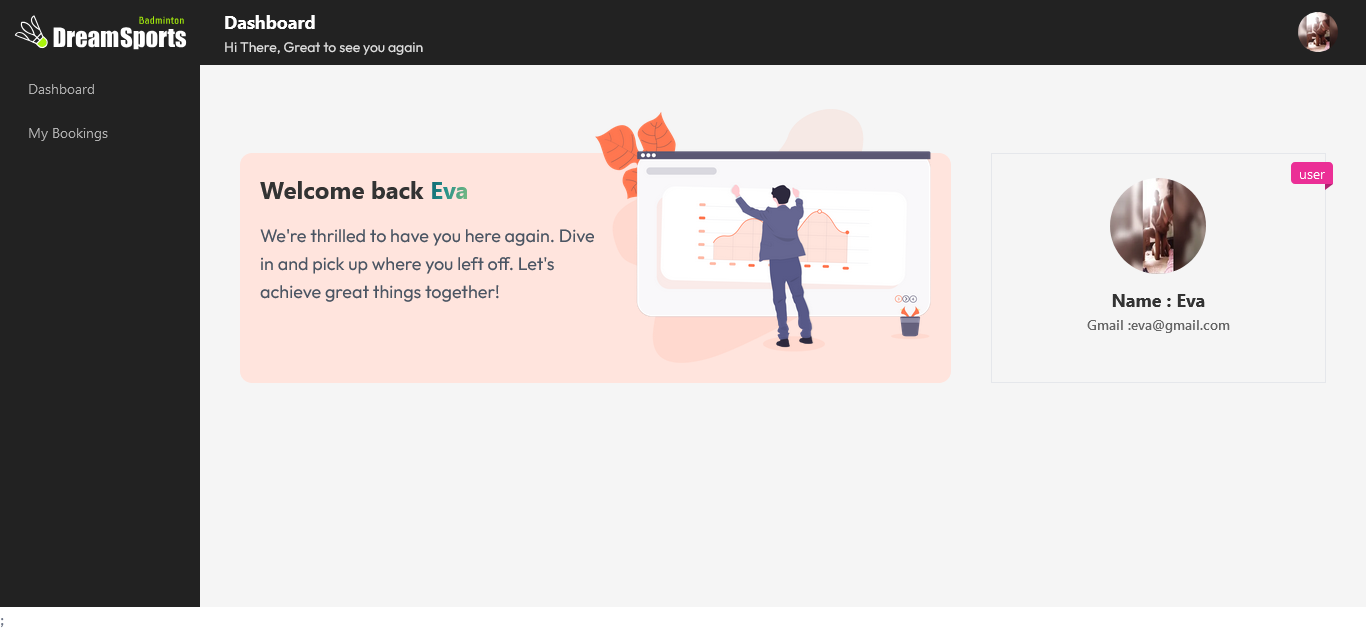 Badminton
DreamSports
Dashboard
Hi There, Great to see you again
Dashboard
My Bookings
Welcome back Eva
We're thrilled to have you here again. Dive
in and pick up where you left off. Let's
achieve great things together!
user
Name : Eva
Gmail :eva@gmail.com
;